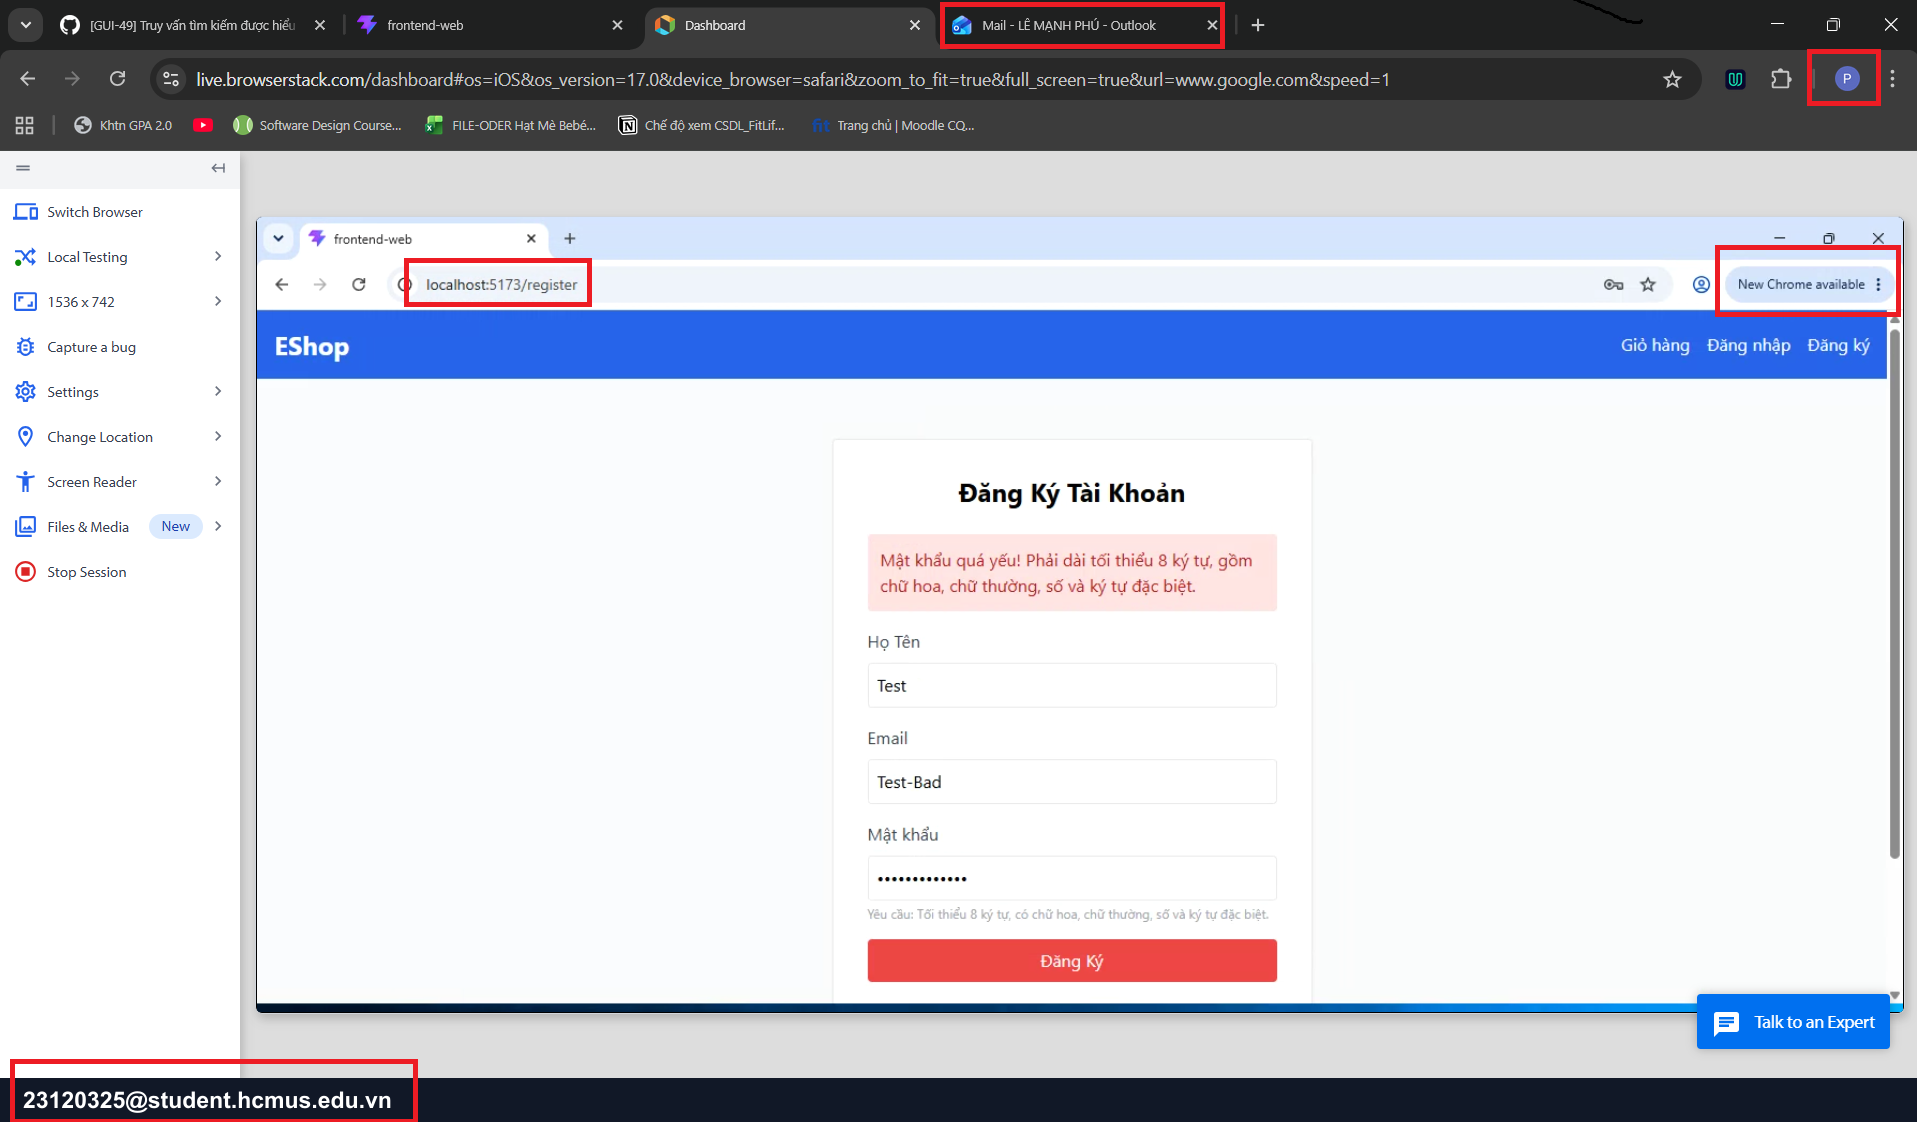 [GUI-49] Truy vấn tìm kiếm được hiểu
frontend-web
Dashboard
Mail - LÊ MẠNH PHÚ - Outlook
live.browserstack.com/dashboard#os=iOS&os_version=17.0&device_browser=safari&zoom_to_fit=true&full_screen=true&url=www.google.com&speed=1
P
Khtn GPA 2.0
Software Design Course...
FILE-ODER Hạt Mè Bebé...
Chế độ xem CSDL_FitLif...
fit
Trang chủ | Moodle CQ...
Switch Browser
Local Testing
1536 x 742
Capture a bug
Settings
Change Location
Screen Reader
Files & Media
New
Stop Session
frontend-web
localhost:5173/register
New Chrome available
EShop
Giỏ hàng
Đăng nhập
Đăng ký
Đăng Ký Tài Khoản
Mật khẩu quá yếu! Phải dài tối thiểu 8 ký tự, gồm
chữ hoa, chữ thường, số và ký tự đặc biệt.
Họ Tên
Test
Email
Test-Bad
Mật khẩu
•••••••••••••
Yêu cầu: Tối thiểu 8 ký tự, có chữ hoa, chữ thường, số và ký tự đặc biệt.
Đăng Ký
Talk to an Expert
23120325@student.hcmus.edu.vn